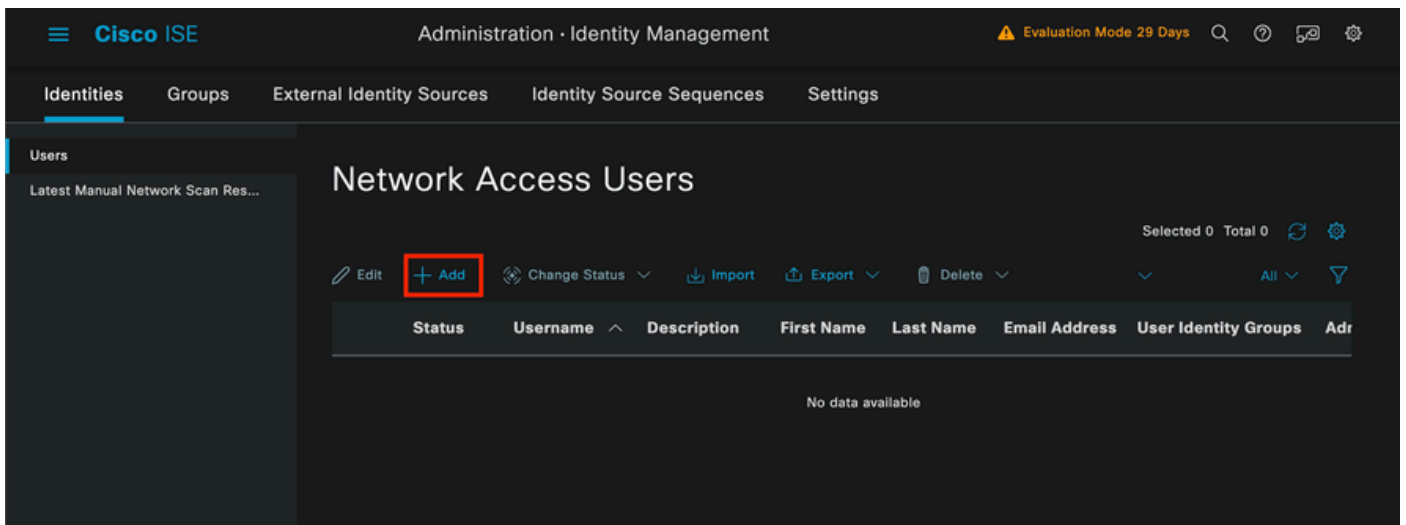 Cisco ISE
Administration · Identity Management
Evaluation Mode 29 Days
Identities Groups External Identity Sources Identity Source Sequences Settings
Users
Latest Manual Network Scan Res...
Network Access Users
Selected 0 Total 0
Edit Add Change Status Import Export Delete All
Status Username Description First Name Last Name Email Address User Identity Groups Adr
No data available